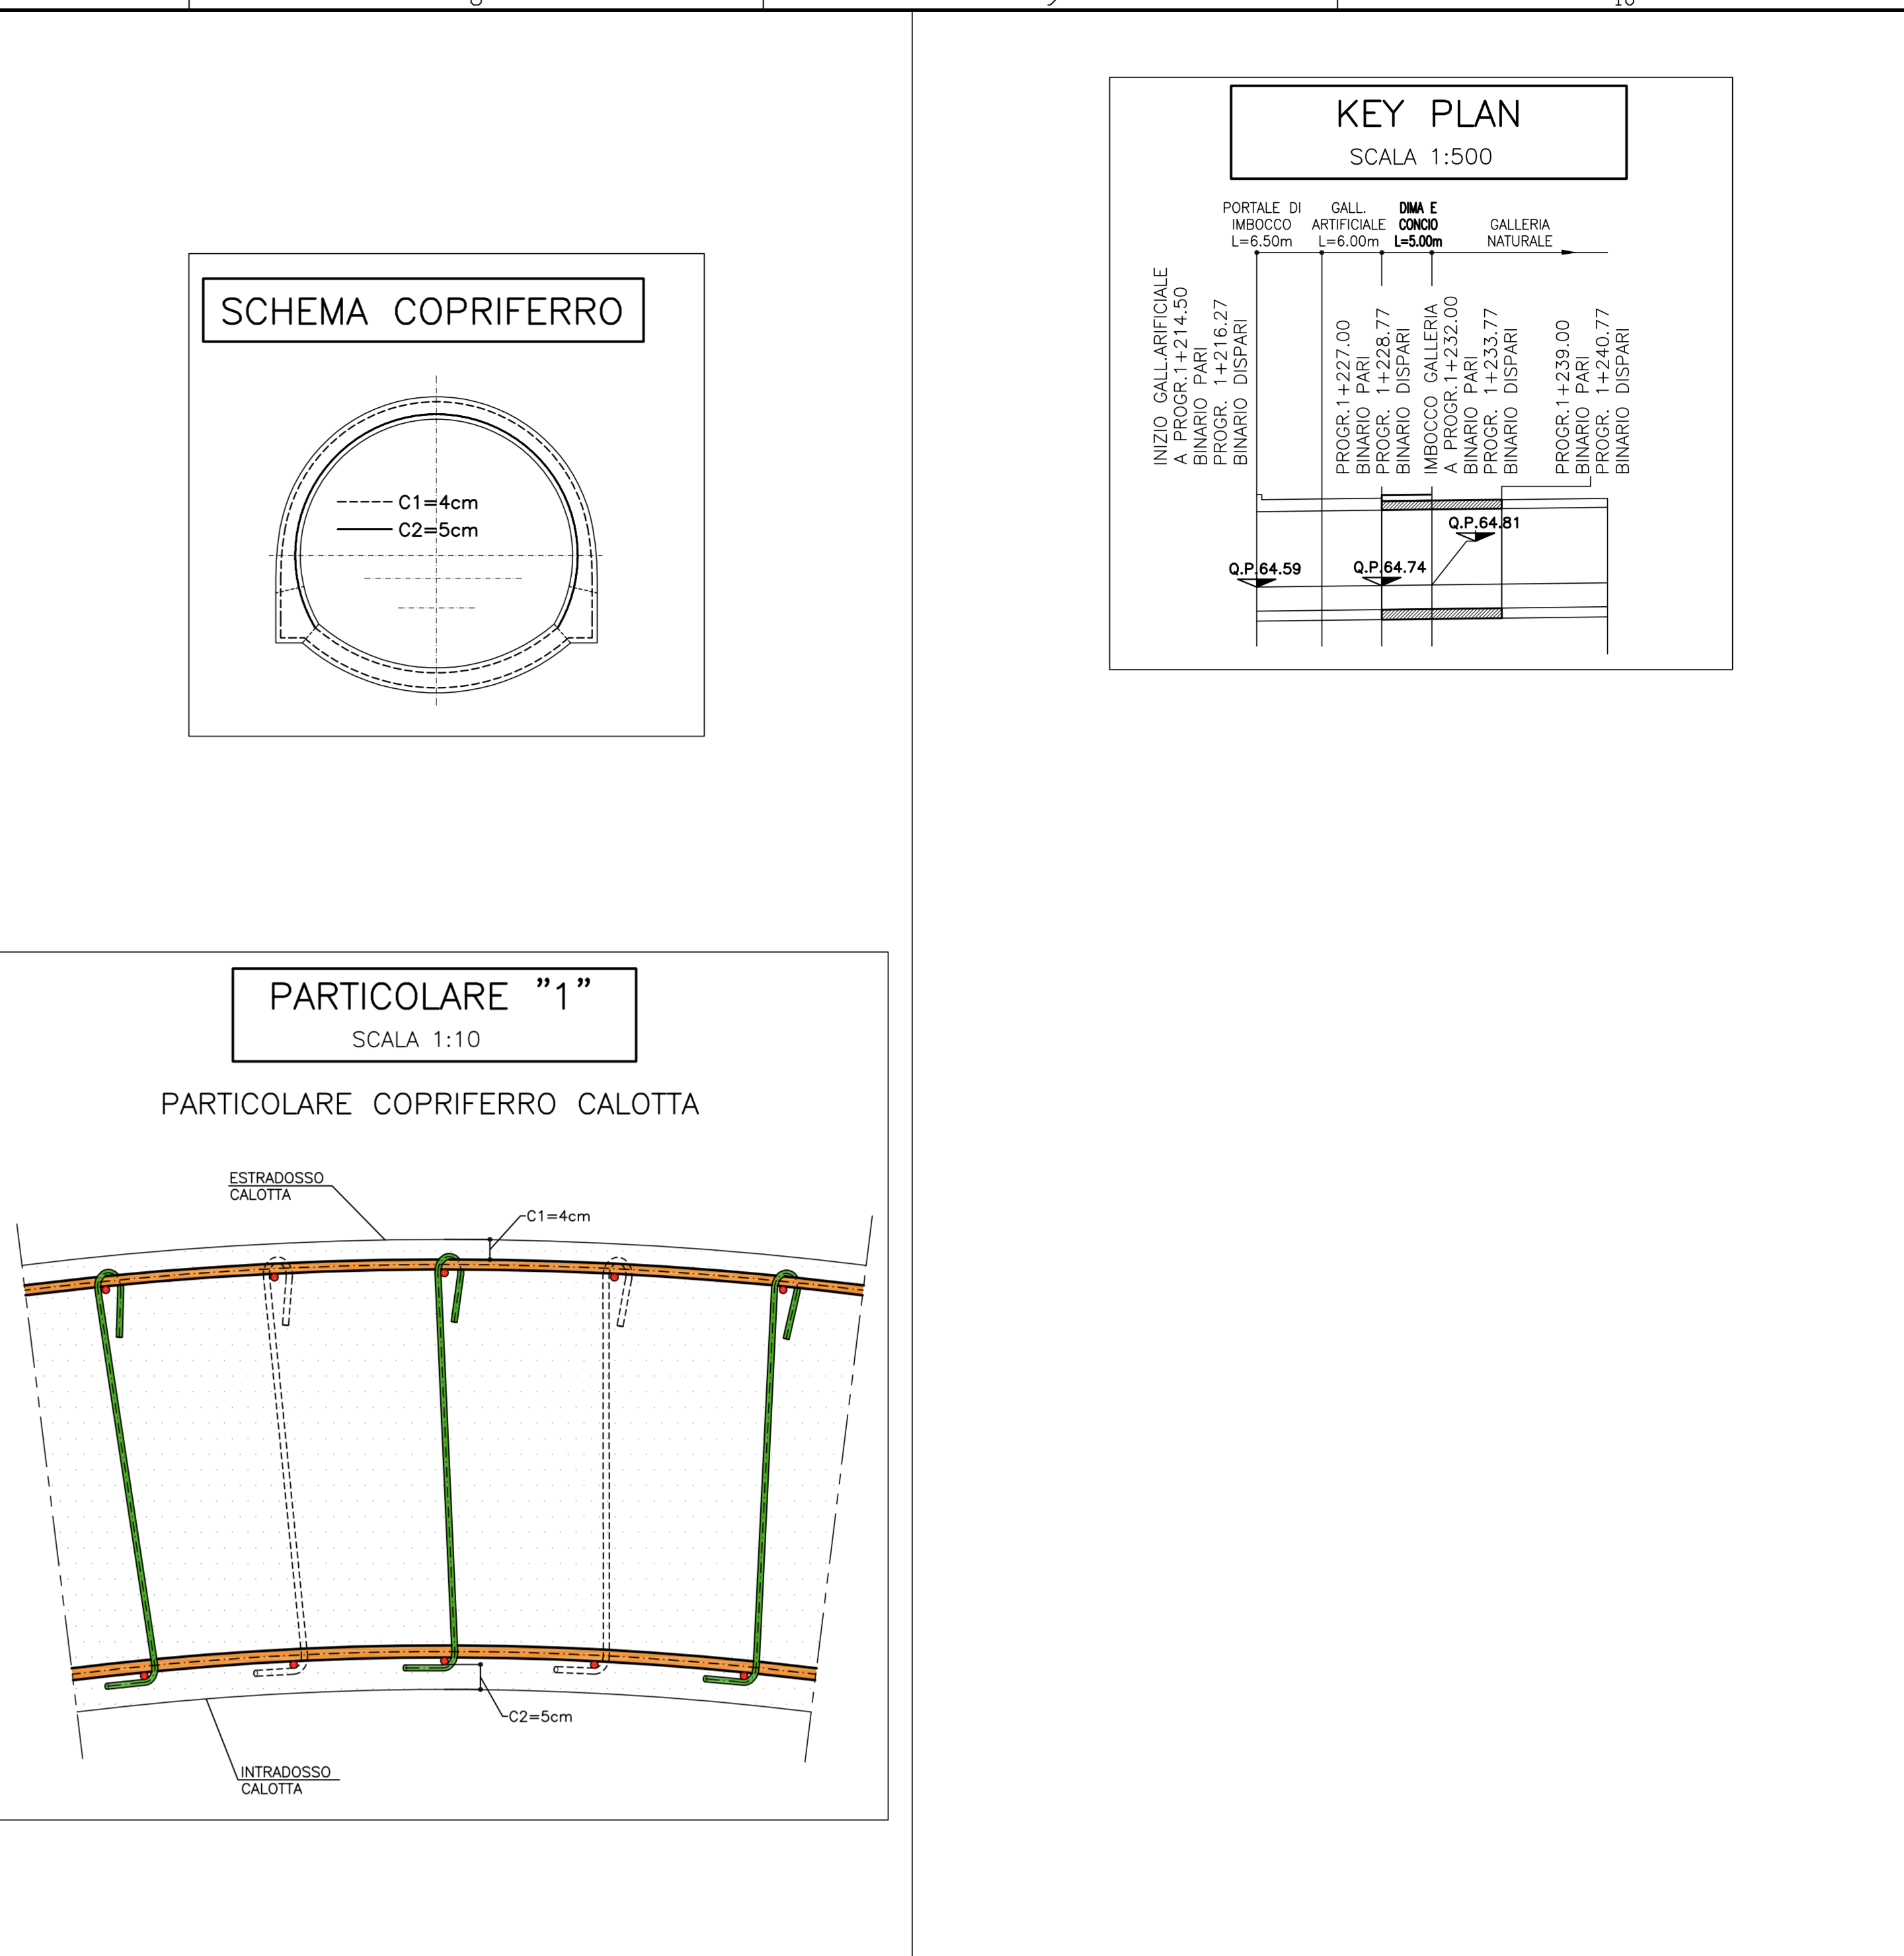 SCHEMA COPRIFERRO
C1=4cm
C2=5cm
KEY PLAN
SCALA 1:500
PORTALE DI
IMBOCCO
L=6.50m
GALL.
ARTIFICIALE
L=6.00m
DIMA E
CONCIO
L=5.00m
GALLERIA
NATURALE
INIZIO GALL.ARIFICIALE
A PROGR.1+214.50
BINARIO PARI
PROGR. 1+216.27
BINARIO DISPARI
PROGR.1+227.00
BINARIO PARI
PROGR. 1+228.77
BINARIO DISPARI
IMBOCCO GALLERIA
A PROGR.1+232.00
BINARIO PARI
PROGR. 1+233.77
BINARIO DISPARI
PROGR.1+239.00
BINARIO PARI
PROGR. 1+240.77
BINARIO DISPARI
Q.P.64.59
Q.P.64.74
Q.P.64.81
PARTICOLARE "1"
SCALA 1:10
PARTICOLARE COPRIFERRO CALOTTA
ESTRADOSSO
CALOTTA
C1=4cm
C2=5cm
INTRADOSSO
CALOTTA